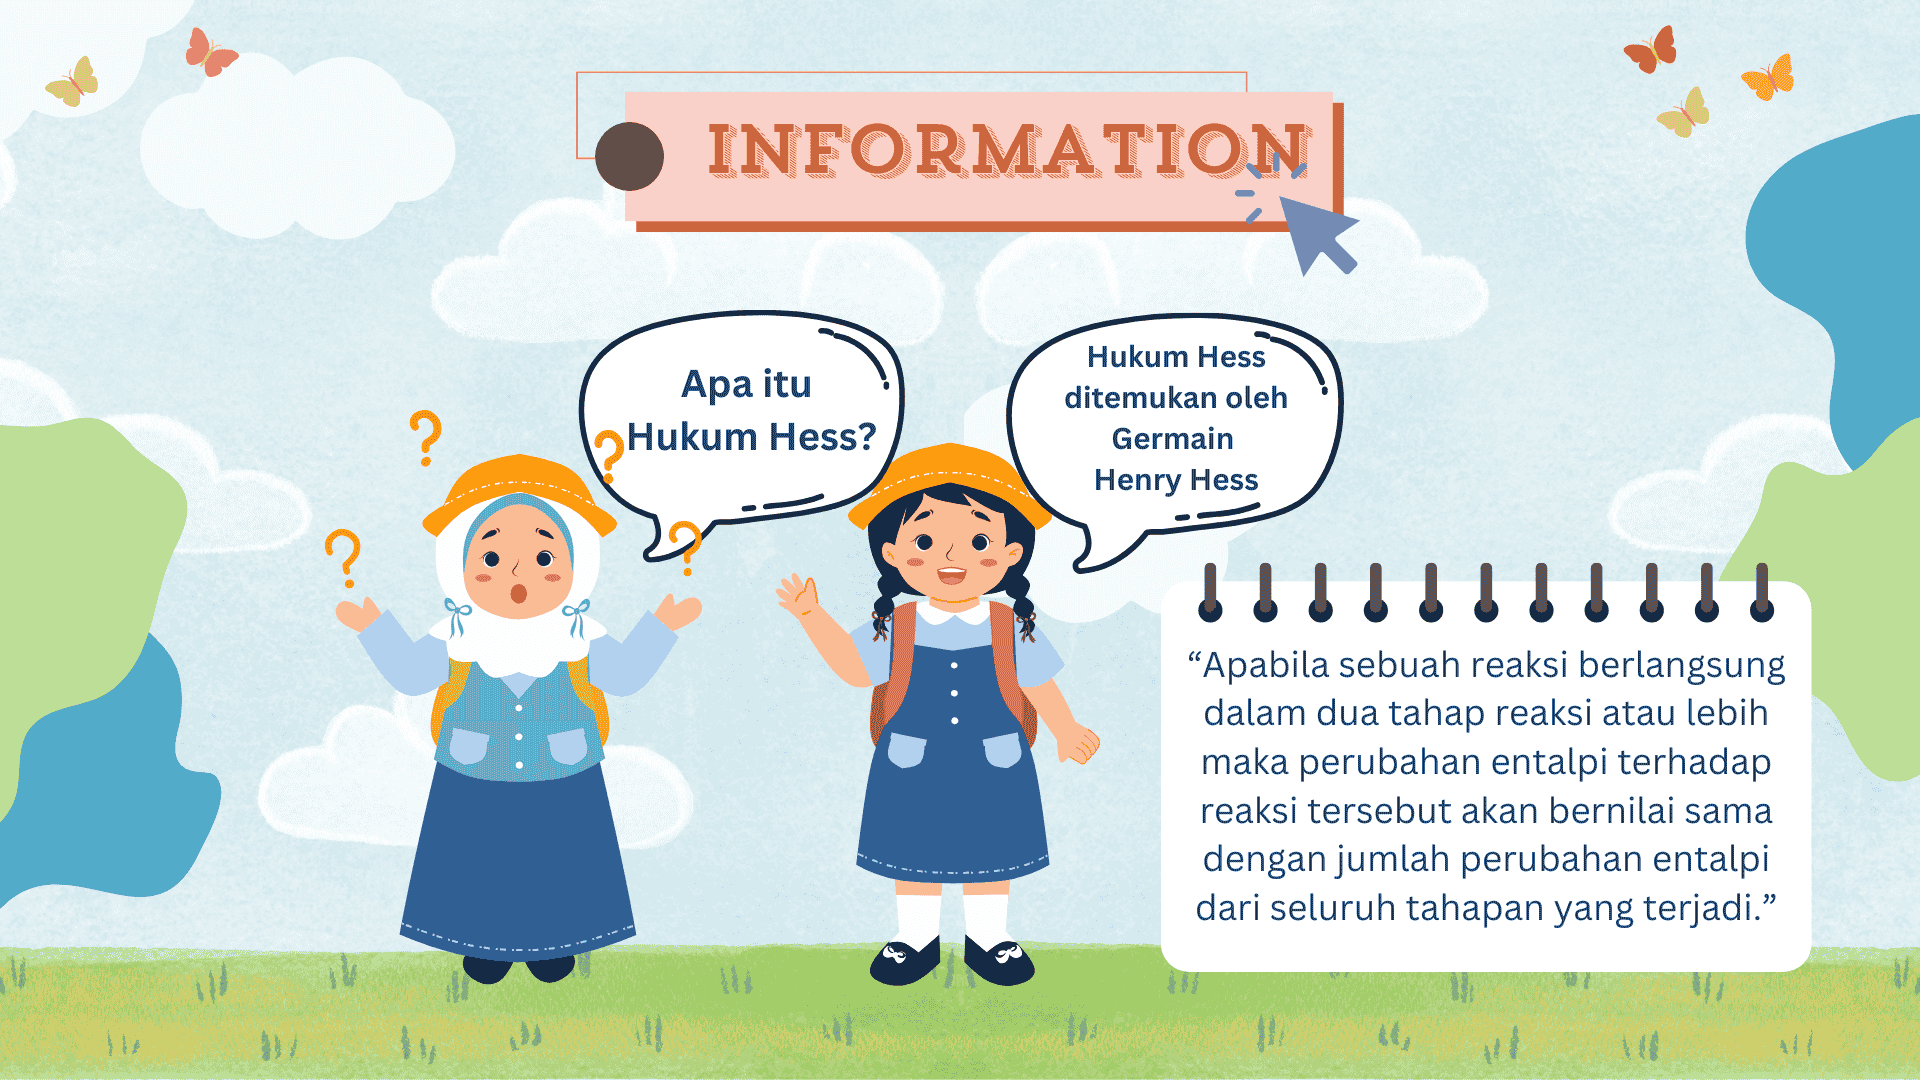 INFORMATION
Apa itu
Hukum Hess?
Hukum Hess
ditemukan oleh
Germain
Henry Hess
“Apabila sebuah reaksi berlangsung
dalam dua tahap reaksi atau lebih
maka perubahan entalpi terhadap
reaksi tersebut akan bernilai sama
dengan jumlah perubahan entalpi
dari seluruh tahapan yang terjadi.”